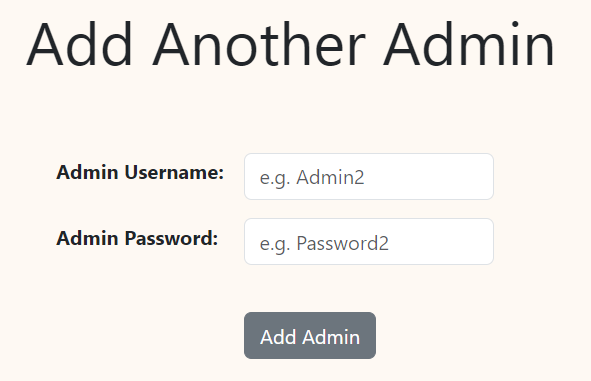 Add Another Admin
Admin Username: e.g. Admin2
Admin Password: e.g. Password2
Add Admin